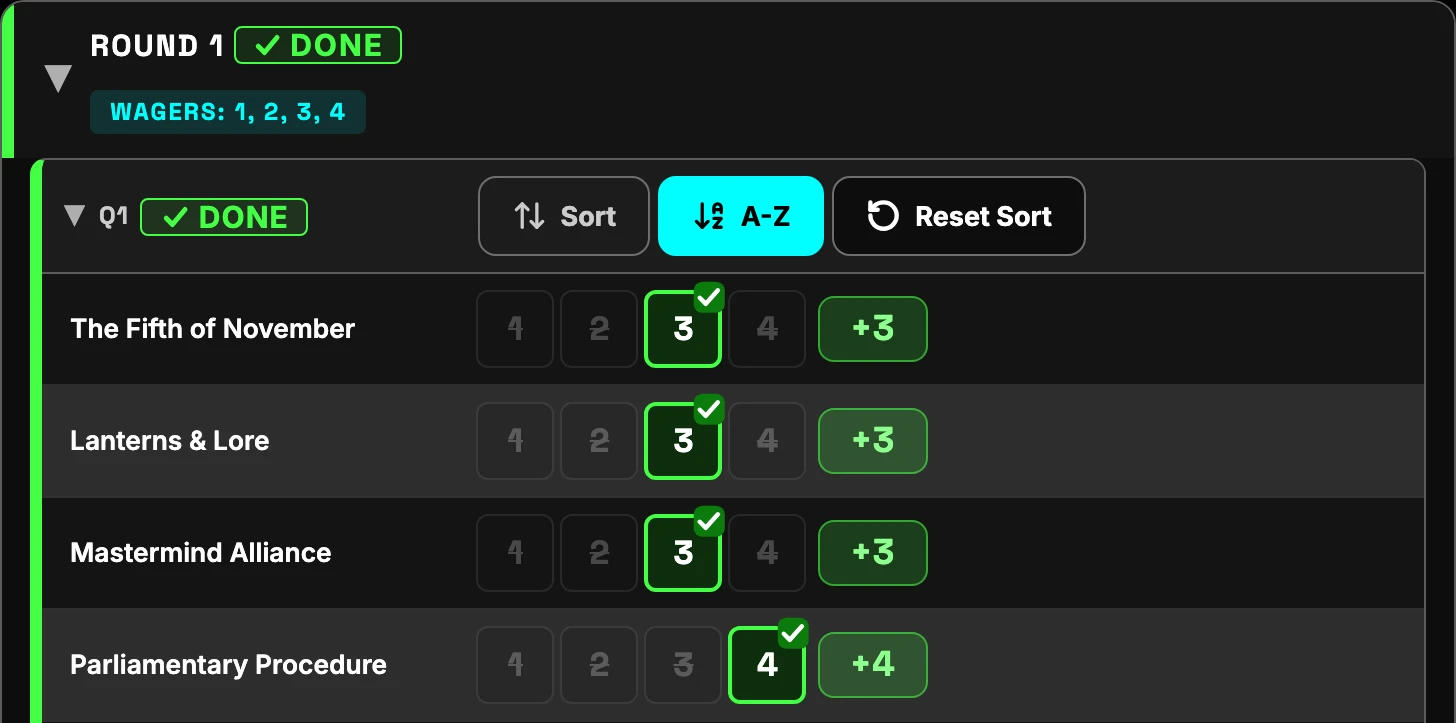 ROUND 1 ✓ DONE
WAGERS: 1, 2, 3, 4
Q1 ✓ DONE Sort A-Z Reset Sort
The Fifth of November 1 2 3 4 +3
Lanterns & Lore 1 2 3 4 +3
Mastermind Alliance 1 2 3 4 +3
Parliamentary Procedure 1 2 3 4 +4